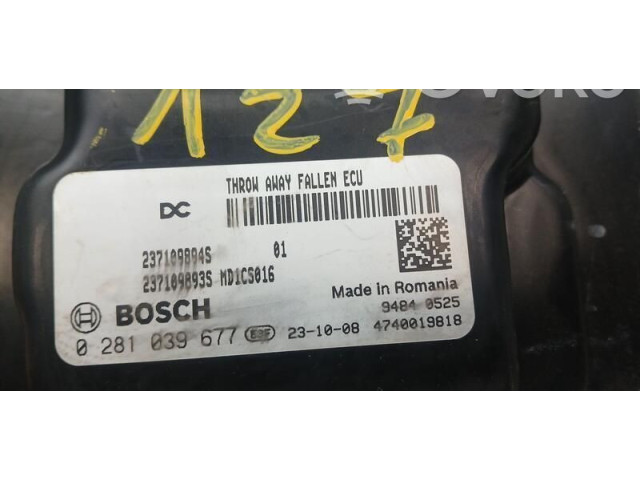 127
THROW AWAY FALLEN ECU
DC
237109894S 01
237109893S MD1CS016
Made in Romania
BOSCH
9484 0525
0 281 039 677 23-10-08 4740019818